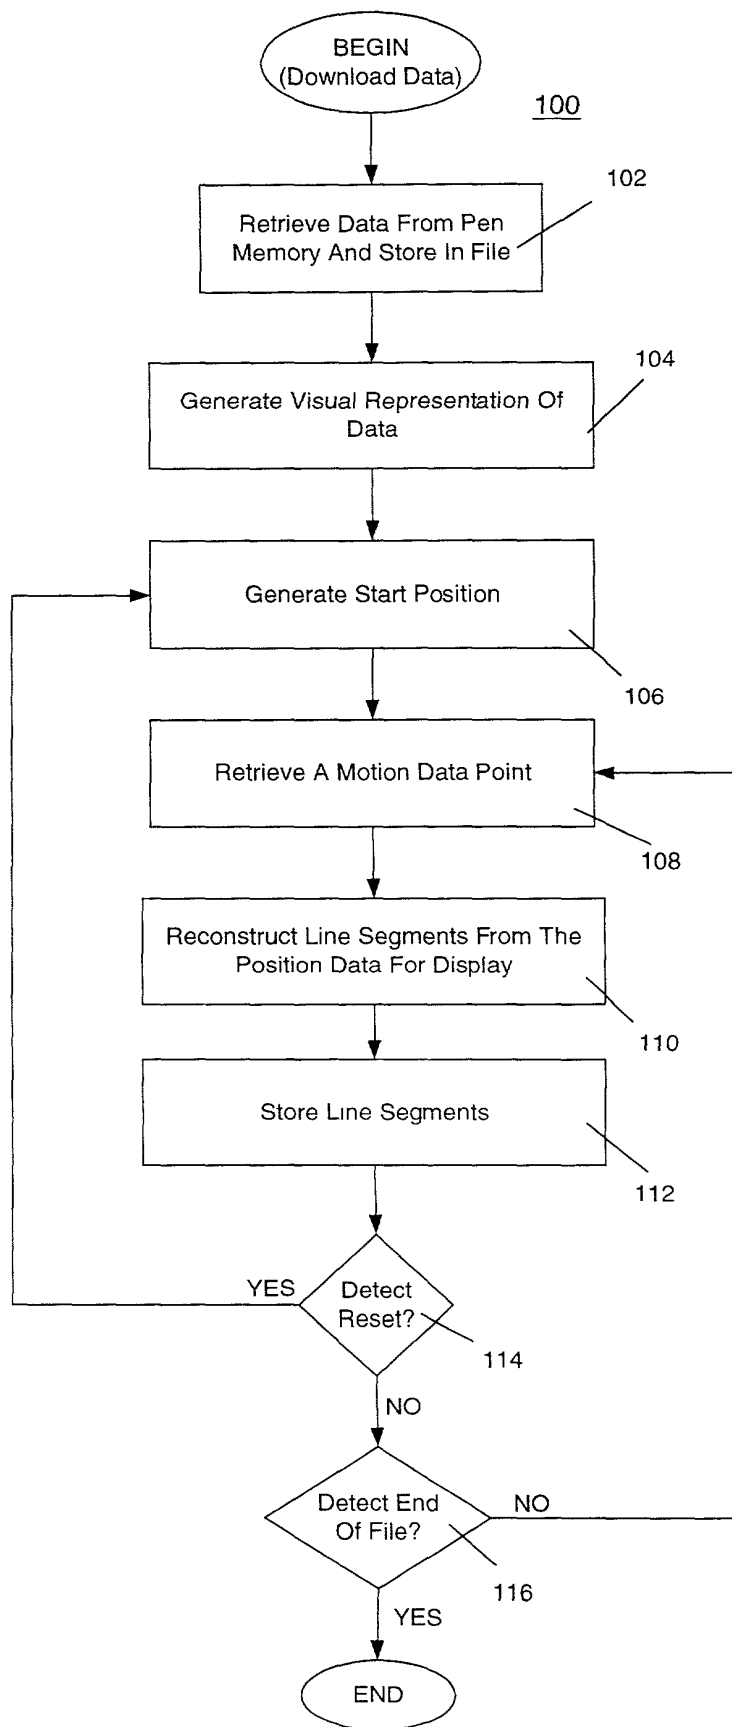 BEGIN
(Download Data)
100
102
Retrieve Data From Pen
Memory And Store In File
104
Generate Visual Representation Of
Data
Generate Start Position
106
Retrieve A Motion Data Point
108
Reconstruct Line Segments From The
Position Data For Display
110
Store Line Segments
112
YES
Detect
Reset?
114
NO
Detect End
Of File?
NO
116
YES
END